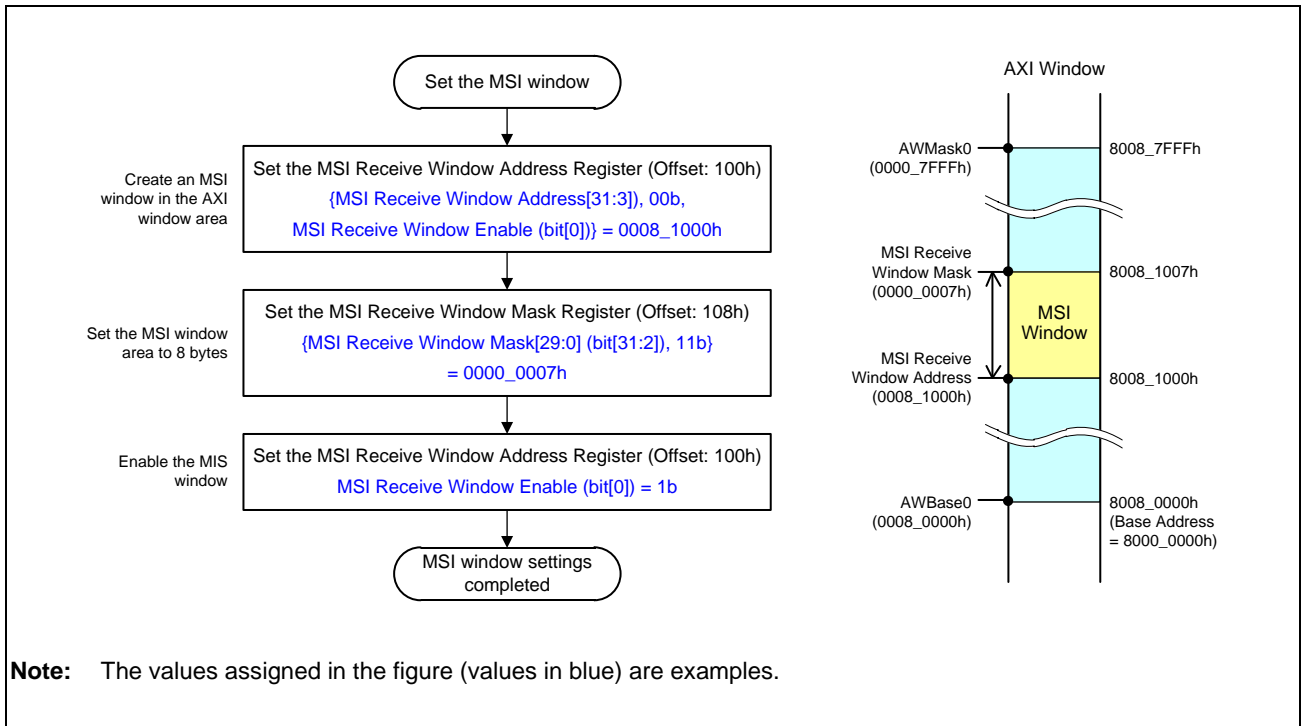 Set the MSI window
Create an MSI
window in the AXI
window area
Set the MSI Receive Window Address Register (Offset: 100h)
{MSI Receive Window Address[31:3]), 00b,
MSI Receive Window Enable (bit[0])} = 0008_1000h
Set the MSI window
area to 8 bytes
Set the MSI Receive Window Mask Register (Offset: 108h)
{MSI Receive Window Mask[29:0] (bit[31:2]), 11b}
= 0000_0007h
Enable the MIS
window
Set the MSI Receive Window Address Register (Offset: 100h)
MSI Receive Window Enable (bit[0]) = 1b
MSI window settings
completed
AXI Window
AWMask0
(0000_7FFFh)
8008_7FFFh
MSI Receive
Window Mask
(0000_0007h)
8008_1007h
MSI
Window
MSI Receive
Window Address
(0008_1000h)
8008_1000h
AWBase0
(0008_0000h)
8008_0000h
(Base Address
= 8000_0000h)
Note: The values assigned in the figure (values in blue) are examples.